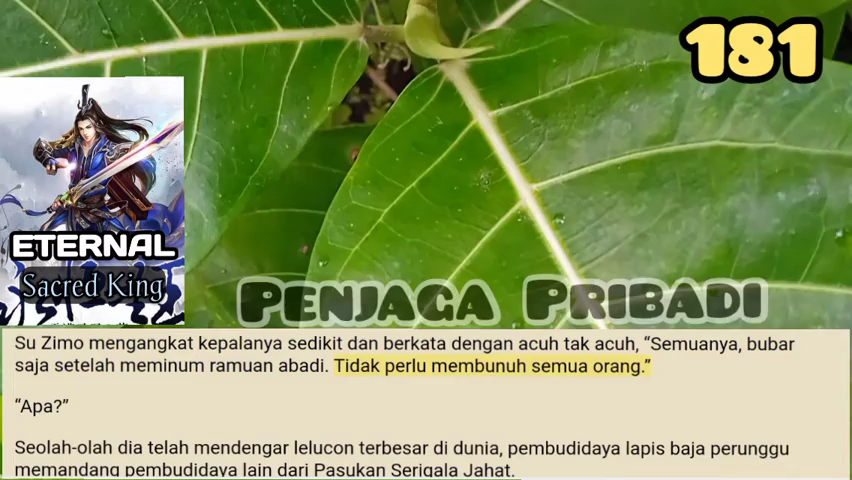 181
ETERNAL
Sacred King
PENJAGA PRIBADI
Su Zimo mengangkat kepalanya sedikit dan berkata dengan acuh tak acuh, “Semuanya, bubar
saja setelah meminum ramuan abadi. Tidak perlu membunuh semua orang.”
“Apa?”
Seolah-olah dia telah mendengar lelucon terbesar di dunia, pembudidaya lapis baja perunggu
memandang pembudidaya lain dari Pasukan Serigala Jahat.